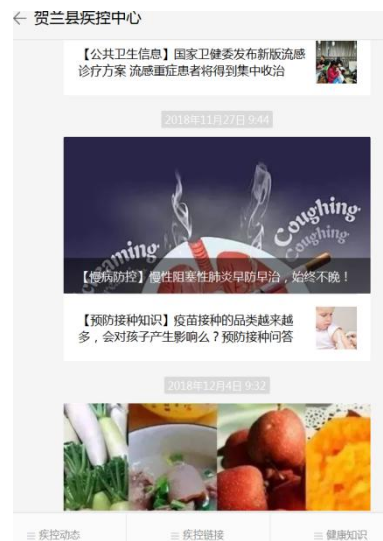 ← 贺兰县疾控中心
【公共卫生信息】国家卫健委发布新版流感
诊疗方案 流感重症患者将得到集中收治
2018年11月27日 9:44
Coughing
Coughing
【慢病防控】慢性阻塞性肺炎早防早治，始终不晚！
【预防接种知识】疫苗接种的品类越来越
多，会对孩子产生影响么？预防接种问答
2018年12月4日 9:32
疾控动态
疾控链接
健康知识